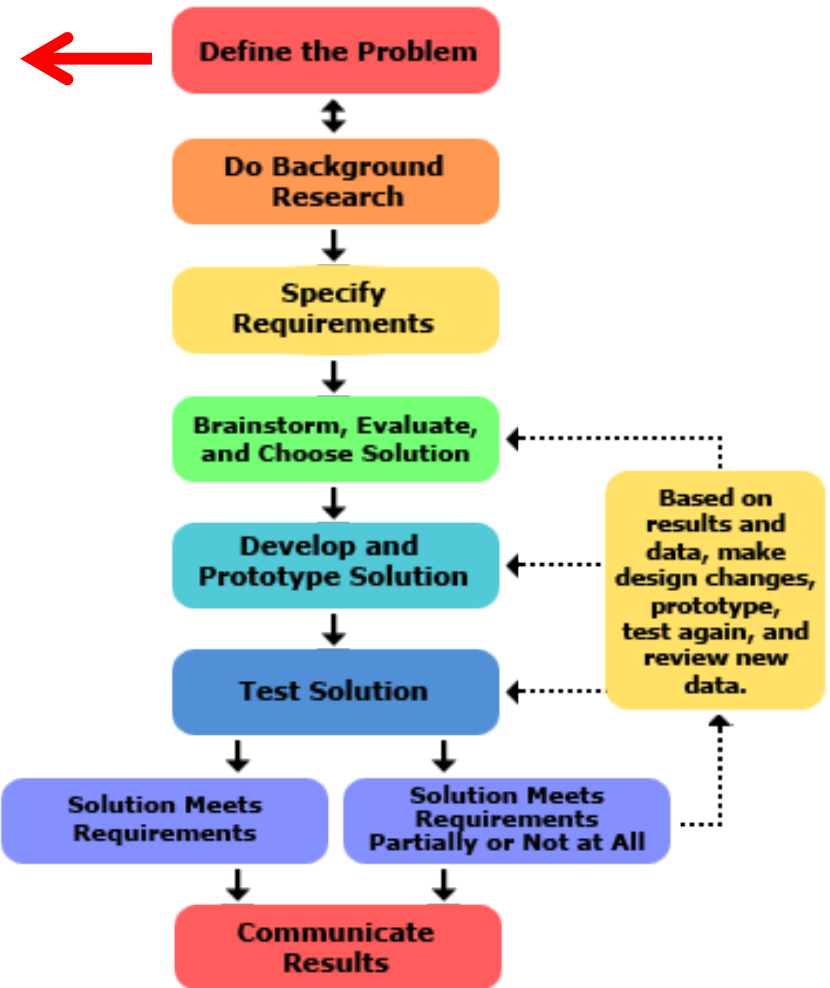 Define the Problem
Do Background
Research
Specify
Requirements
Brainstorm, Evaluate,
and Choose Solution
Develop and
Prototype Solution
Test Solution
Based on
results and
data, make
design changes,
prototype,
test again, and
review new
data.
Solution Meets
Requirements
Solution Meets
Requirements
Partially or Not at All
Communicate
Results